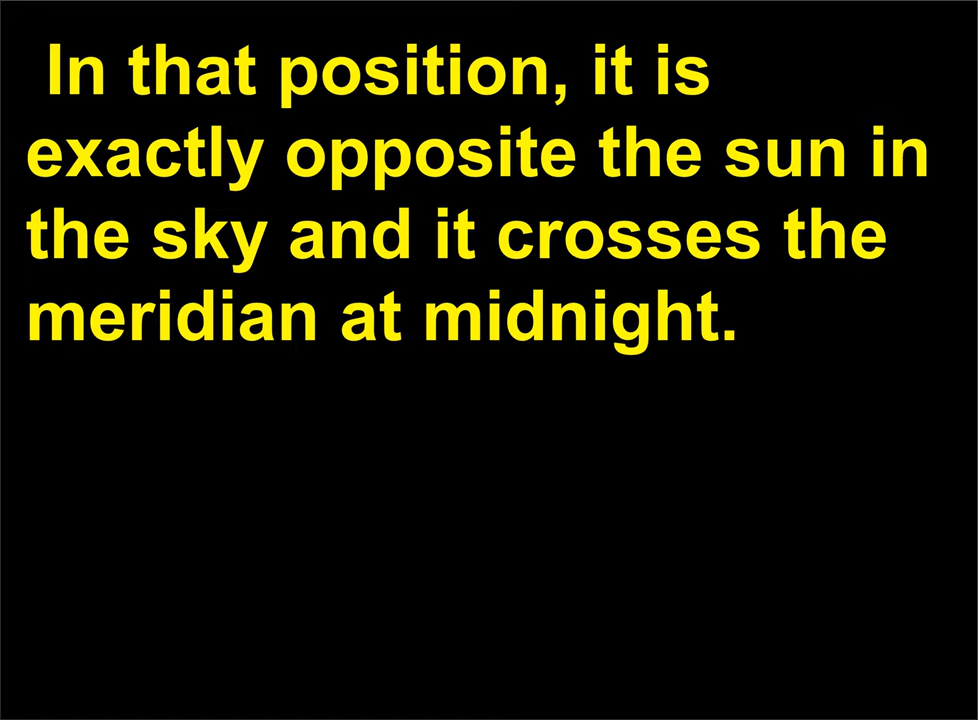 In that position, it is
exactly opposite the sun in
the sky and it crosses the
meridian at midnight.